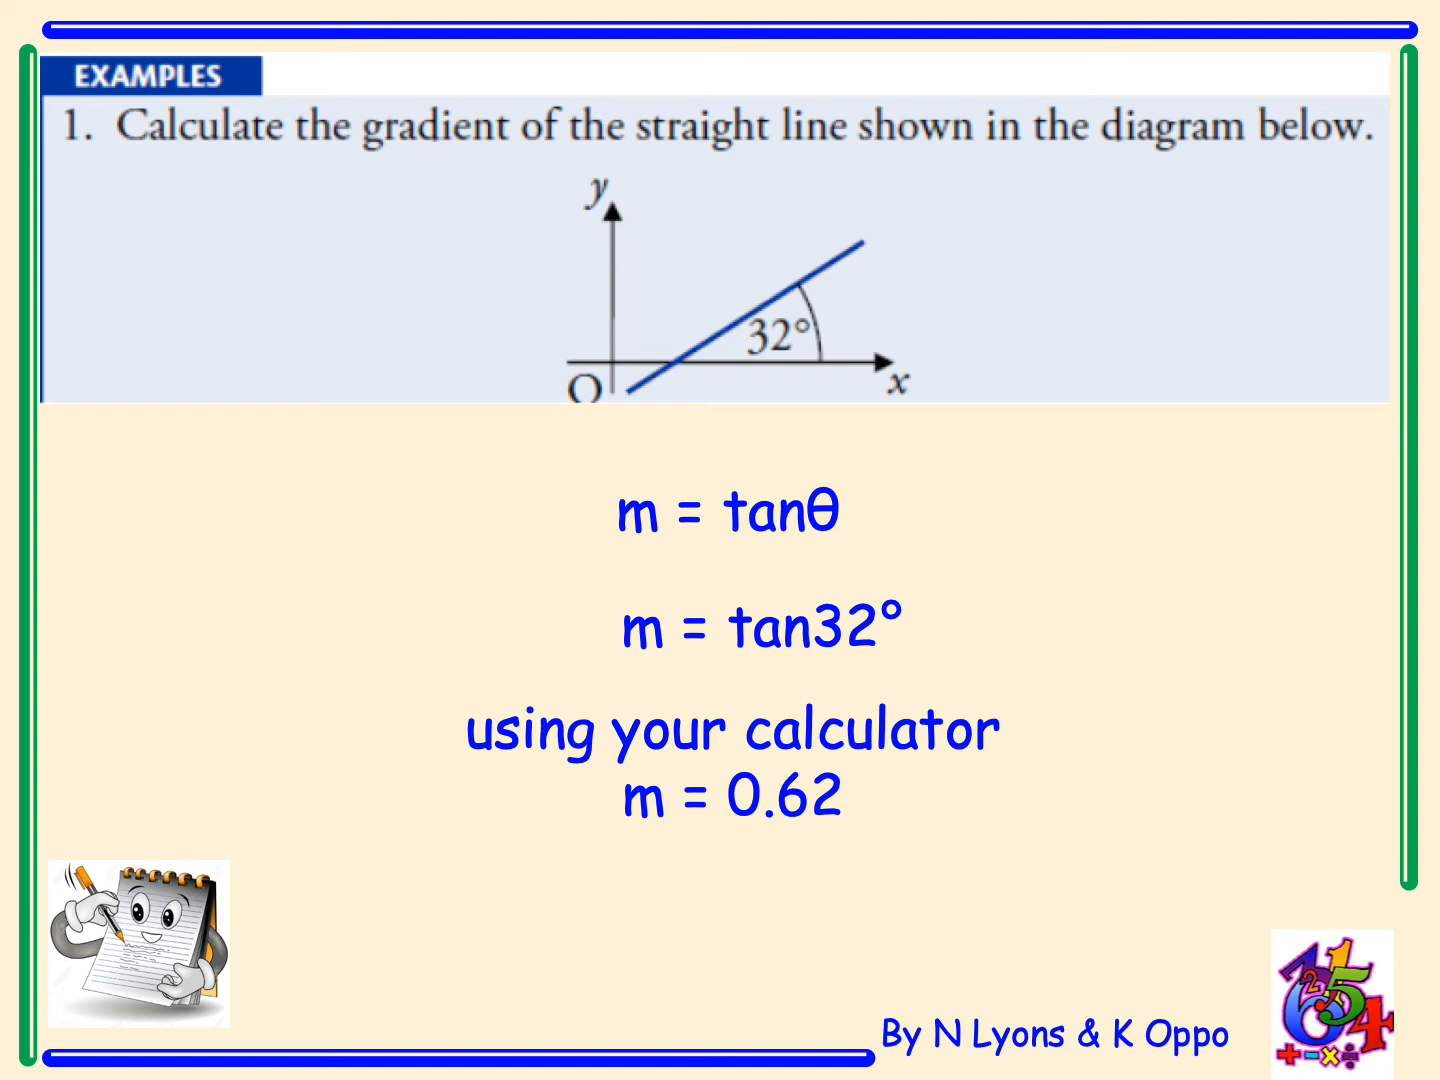 EXAMPLES
1. Calculate the gradient of the straight line shown in the diagram below.
y
32°
O
x
m = tanθ
m = tan32°
using your calculator
m = 0.62
By N Lyons & K Oppo